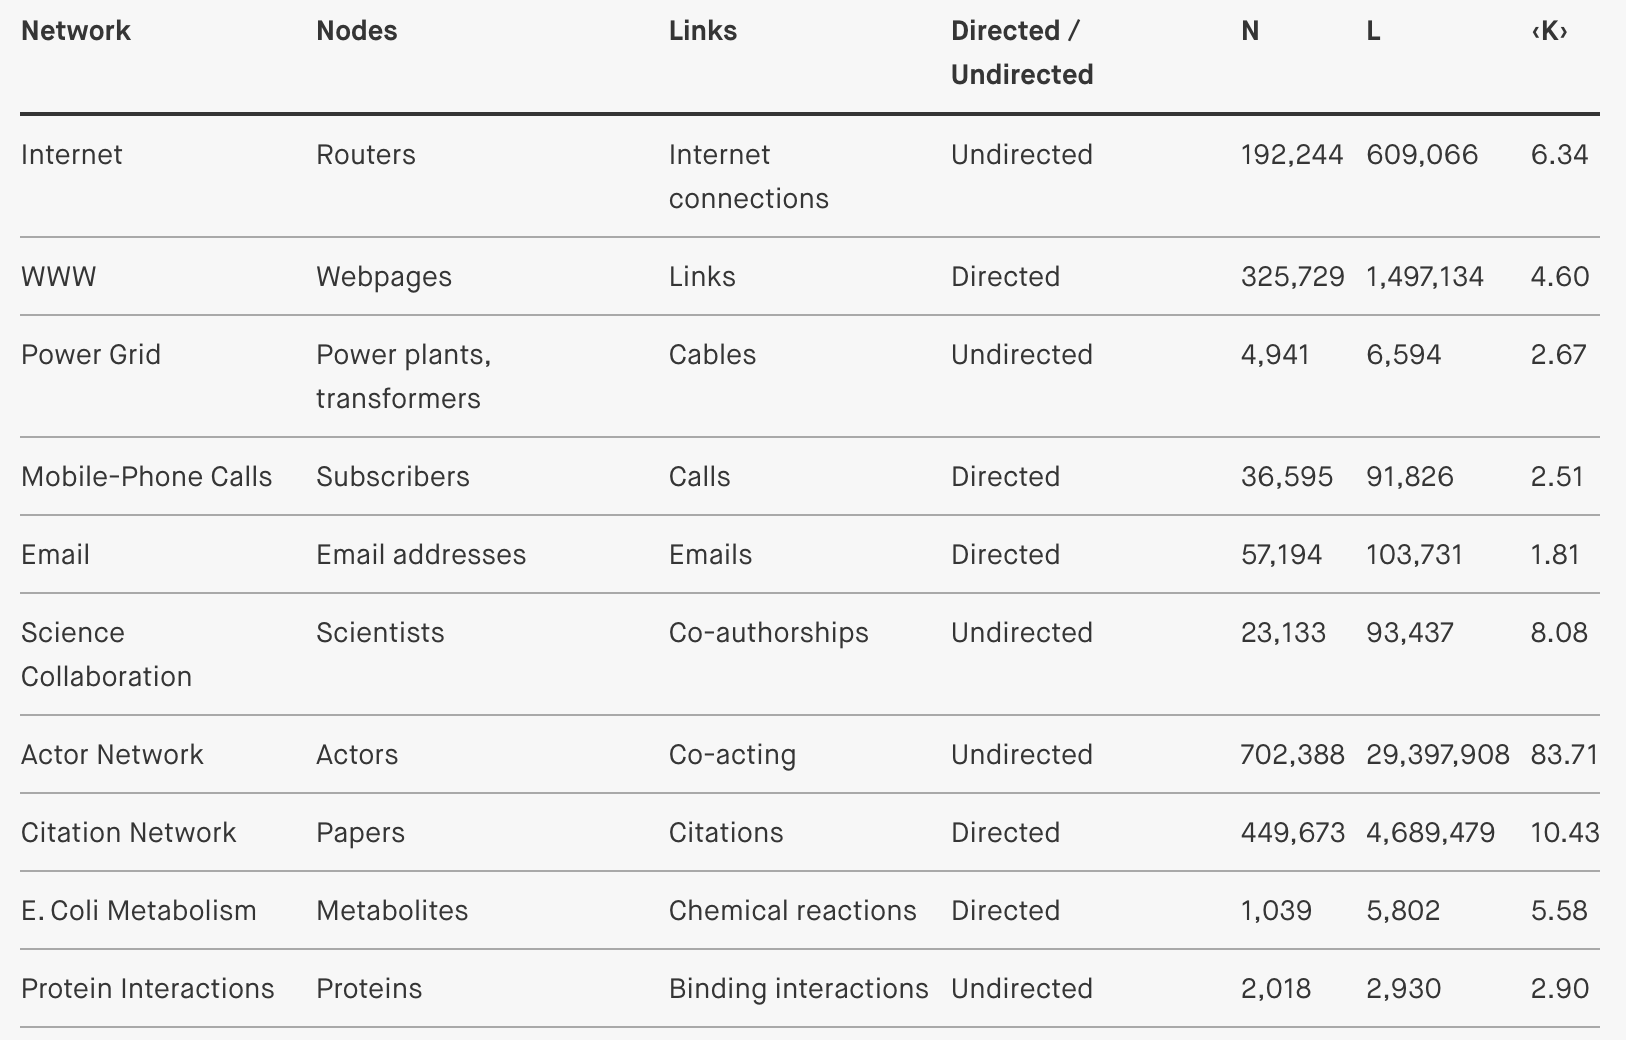 Network Nodes Links Directed / Undirected N L ‹K›
Internet Routers Internet connections Undirected 192,244 609,066 6.34
WWW Webpages Links Directed 325,729 1,497,134 4.60
Power Grid Power plants, transformers Cables Undirected 4,941 6,594 2.67
Mobile-Phone Calls Subscribers Calls Directed 36,595 91,826 2.51
Email Email addresses Emails Directed 57,194 103,731 1.81
Science Collaboration Scientists Co-authorships Undirected 23,133 93,437 8.08
Actor Network Actors Co-acting Undirected 702,388 29,397,908 83.71
Citation Network Papers Citations Directed 449,673 4,689,479 10.43
E. Coli Metabolism Metabolites Chemical reactions Directed 1,039 5,802 5.58
Protein Interactions Proteins Binding interactions Undirected 2,018 2,930 2.90